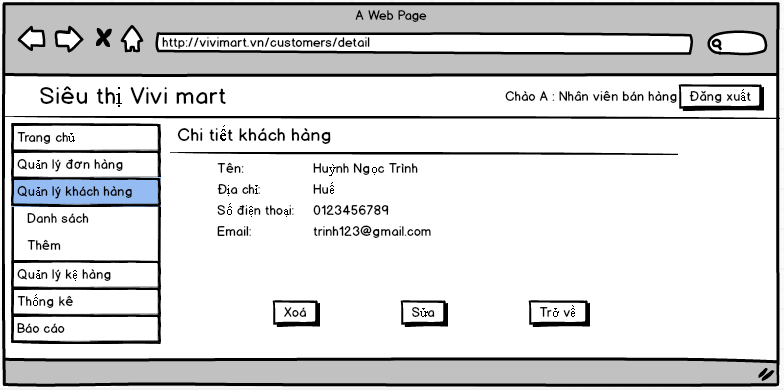 A Web Page
http://vivimart.vn/customers/detail
Siêu thị Vivi mart
Chào A : Nhân viên bán hàng Đăng xuất
Trang chủ
Quản lý đơn hàng
Quản lý khách hàng
Danh sách
Thêm
Quản lý kệ hàng
Thống kê
Báo cáo
Chi tiết khách hàng
Tên: Huỳnh Ngọc Trinh
Địa chỉ: Huế
Số điện thoại: 0123456789
Email: trinh123@gmail.com
Xoá Sửa Trở về